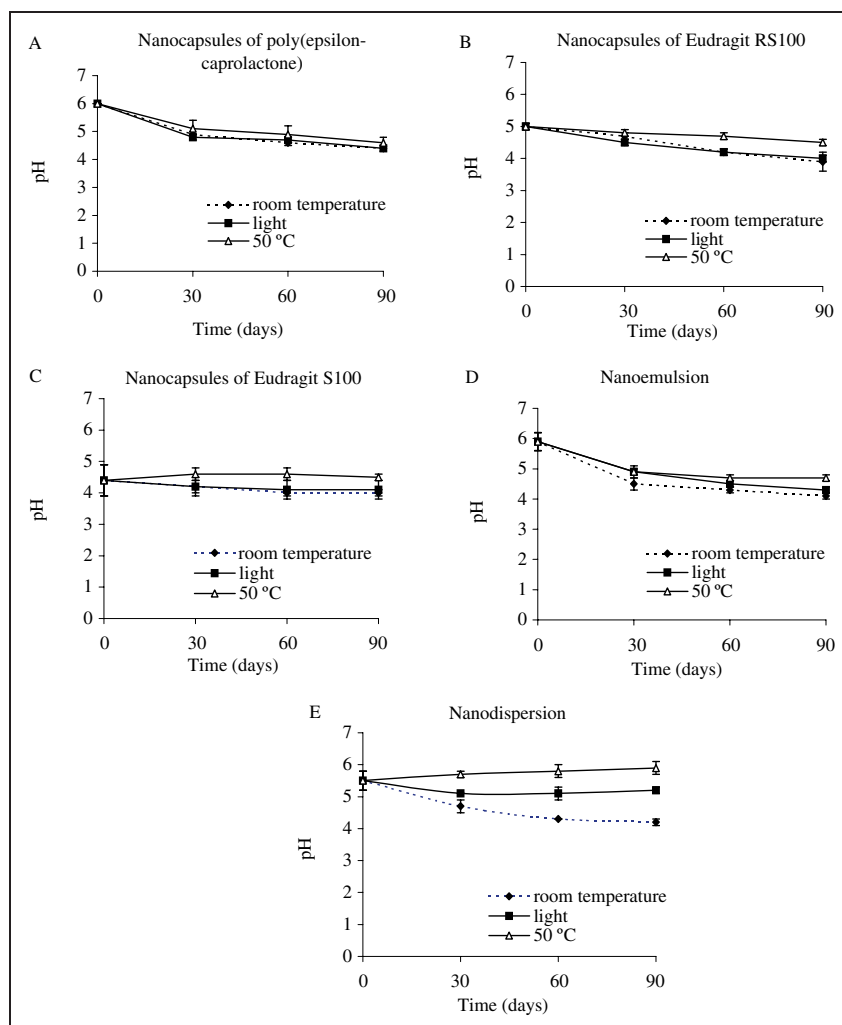 A
Nanocapsules of poly(epsilon-
caprolactone)
7
6
5
4
3
2
1
0
pH
room temperature
light
50 ºC
0 30 60 90
Time (days)
B
Nanocapsules of Eudragit RS100
7
6
5
4
3
2
1
0
pH
room temperature
light
50 ºC
0 30 60 90
Time (days)
C
Nanocapsules of Eudragit S100
7
6
5
4
3
2
1
0
pH
room temperature
light
50 ºC
0 30 60 90
Time (days)
D
Nanoemulsion
7
6
5
4
3
2
1
0
pH
room temperature
light
50 ºC
0 30 60 90
Time (days)
E
Nanodispersion
7
6
5
4
3
2
1
0
pH
room temperature
light
50 ºC
0 30 60 90
Time (days)